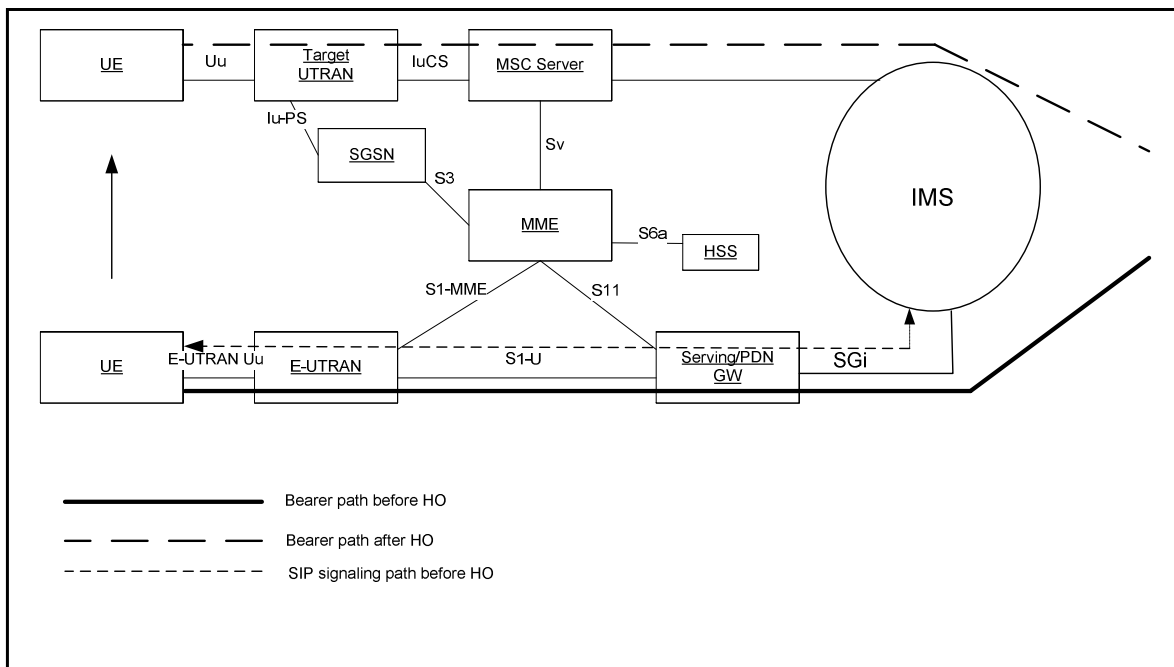 UE
Uu
Target
UTRAN
IuCS
MSC Server
Iu-PS
SGSN
S3
Sv
MME
S6a
HSS
IMS
S1-MME
S11
UE
E-UTRAN Uu
E-UTRAN
S1-U
Serving/PDN
GW
SGi
Bearer path before HO
Bearer path after HO
SIP signaling path before HO